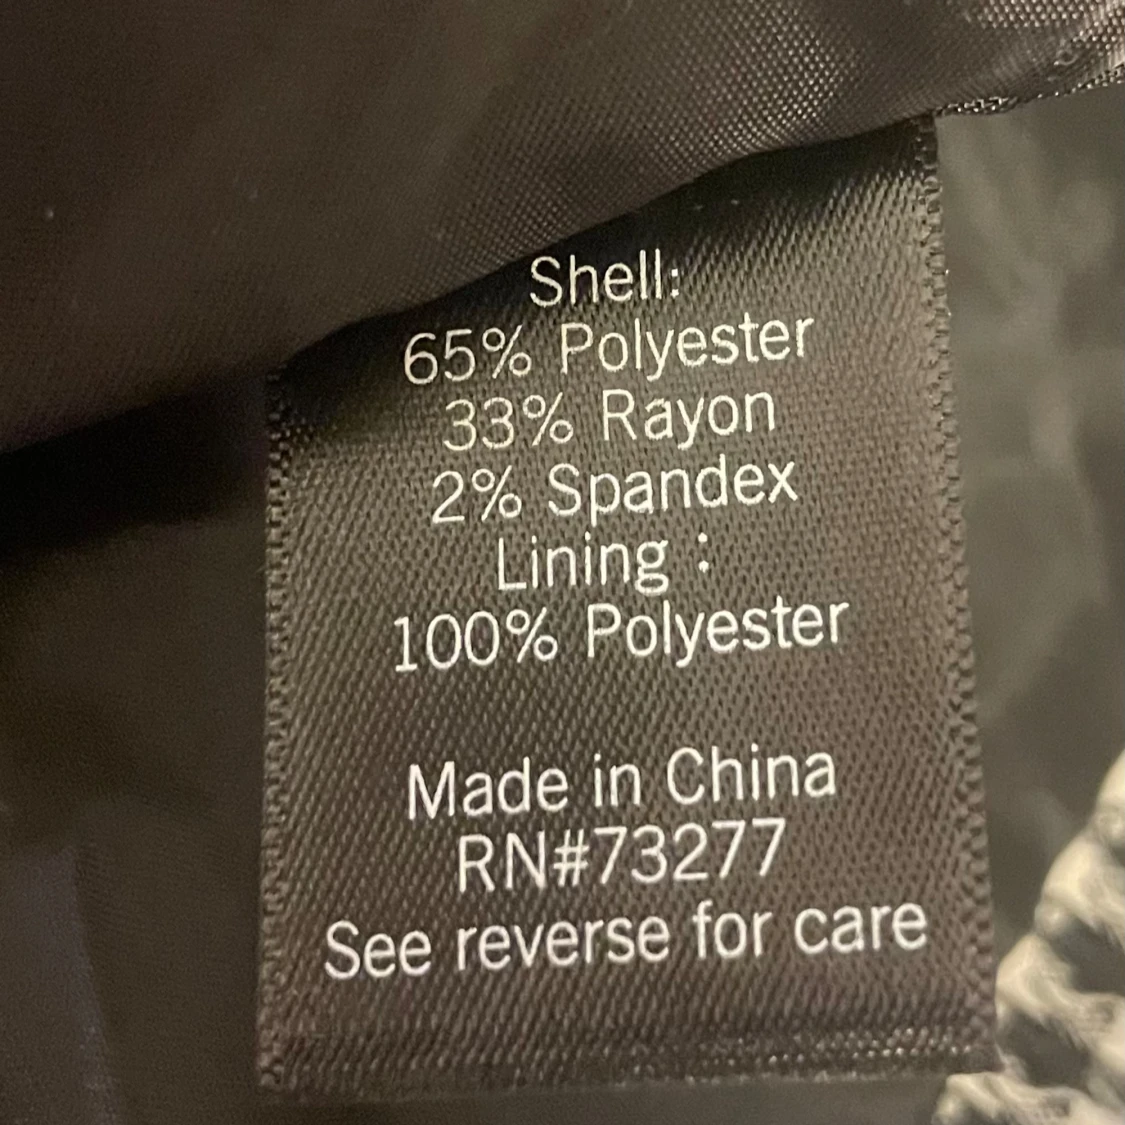 Shell:
65% Polyester
33% Rayon
2% Spandex
Lining :
100% Polyester
Made in China
RN#73277
See reverse for care